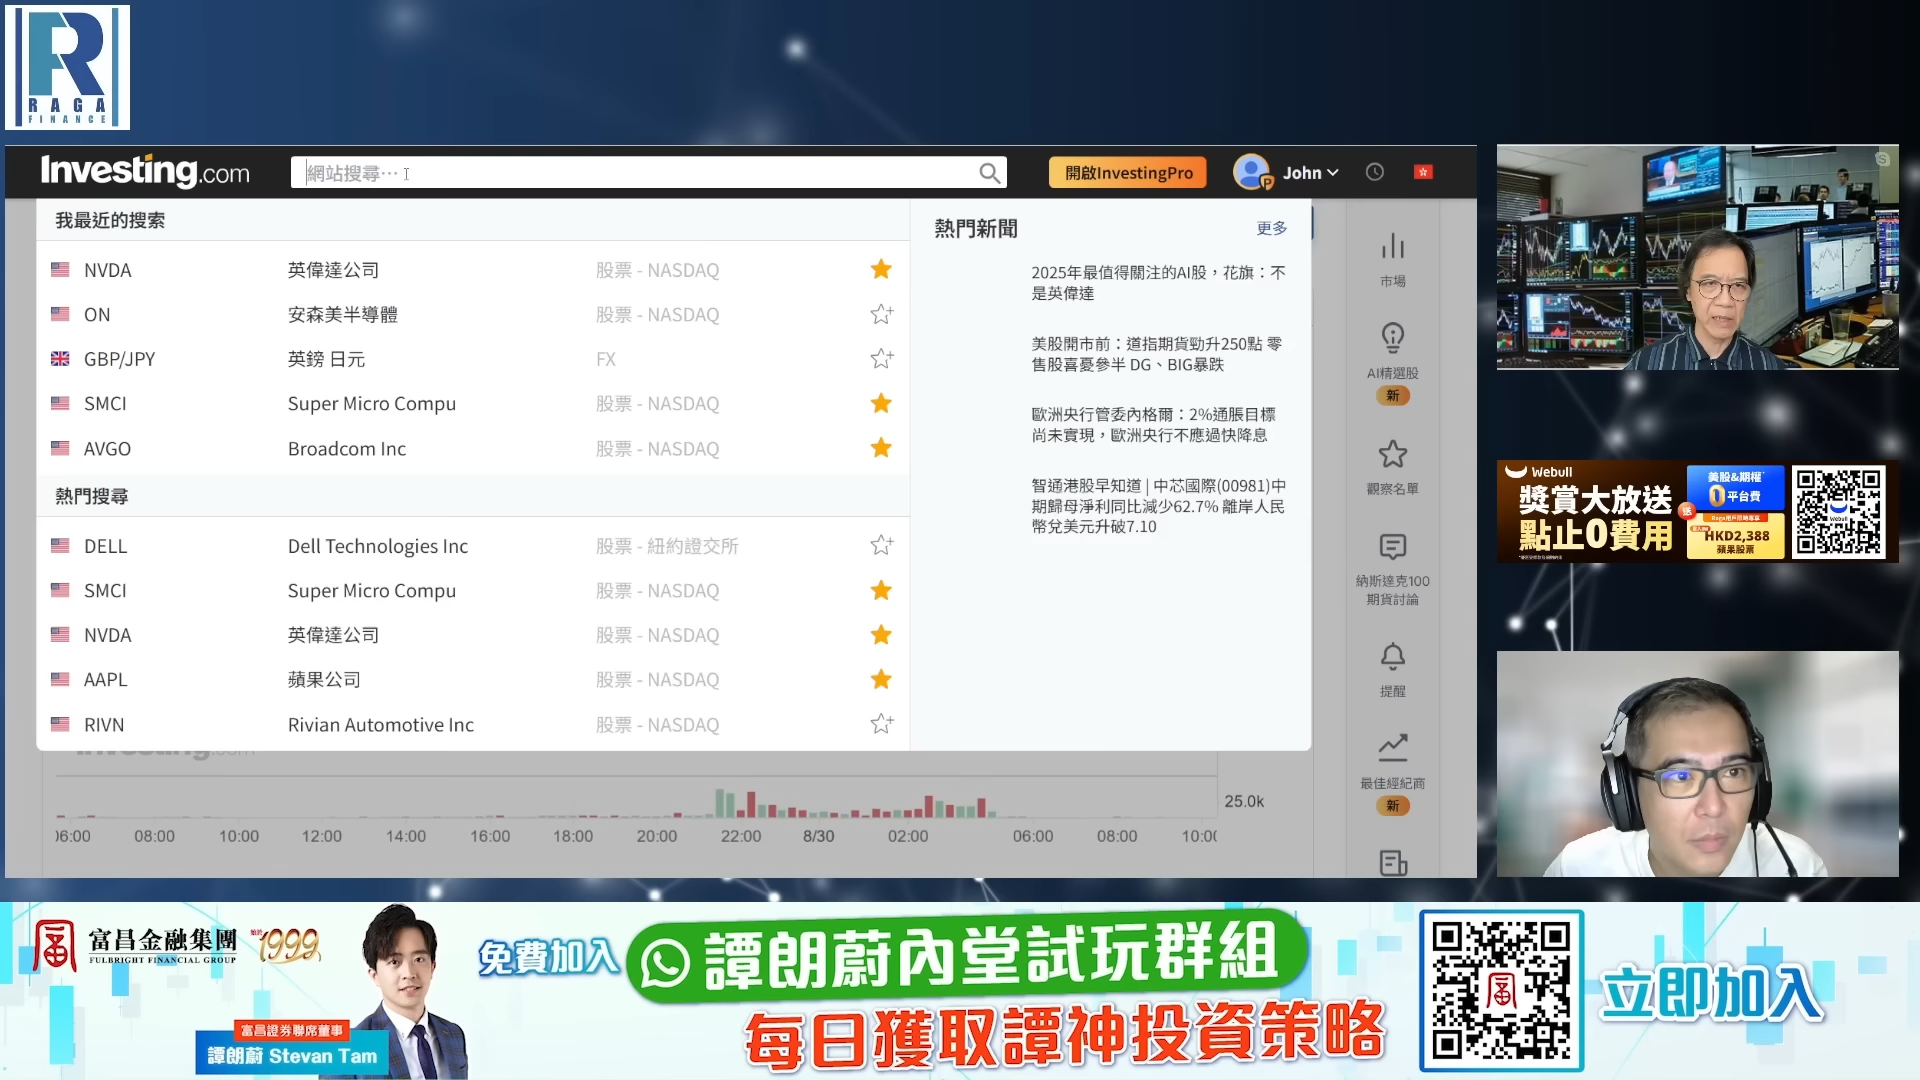 RAGA
FINANCE
Investing.com
網站搜尋…
開啟InvestingPro
John
我最近的搜索
NVDA 英偉達公司 股票 - NASDAQ
ON 安森美半導體 股票 - NASDAQ
GBP/JPY 英鎊 日元 FX
SMCI Super Micro Compu 股票 - NASDAQ
AVGO Broadcom Inc 股票 - NASDAQ
熱門搜尋
DELL Dell Technologies Inc 股票 - 紐約證交所
SMCI Super Micro Compu 股票 - NASDAQ
NVDA 英偉達公司 股票 - NASDAQ
AAPL 蘋果公司 股票 - NASDAQ
RIVN Rivian Automotive Inc 股票 - NASDAQ
熱門新聞 更多
2025年最值得關注的AI股，花旗：不
是英偉達
美股開市前：道指期貨勁升250點 零
售股喜憂參半 DG、BIG暴跌
歐洲央行管委內格爾：2%通脹目標
尚未實現，歐洲央行不應過快降息
智通港股早知道 | 中芯國際(00981)中
期歸母淨利同比減少62.7% 離岸人民
幣兌美元升破7.10
市場
AI精選股
新
觀察名單
納斯達克100
期貨討論
提醒
最佳經紀商
新
Investing.com
25.0k
06:00 08:00 10:00 12:00 14:00 16:00 18:00 20:00 22:00 8/30 02:00 06:00 08:00
Webull
獎賞大放送
點止0費用
美股&期權
0平台費
送
HKD2,388
蘋果股票
Webull
富昌金融集團
FULBRIGHT FINANCIAL GROUP
始於1999
富昌證券聯席董事
譚朗蔚 Stevan Tam
免費加入
譚朗蔚內堂試玩群組
每日獲取譚神投資策略
立即加入